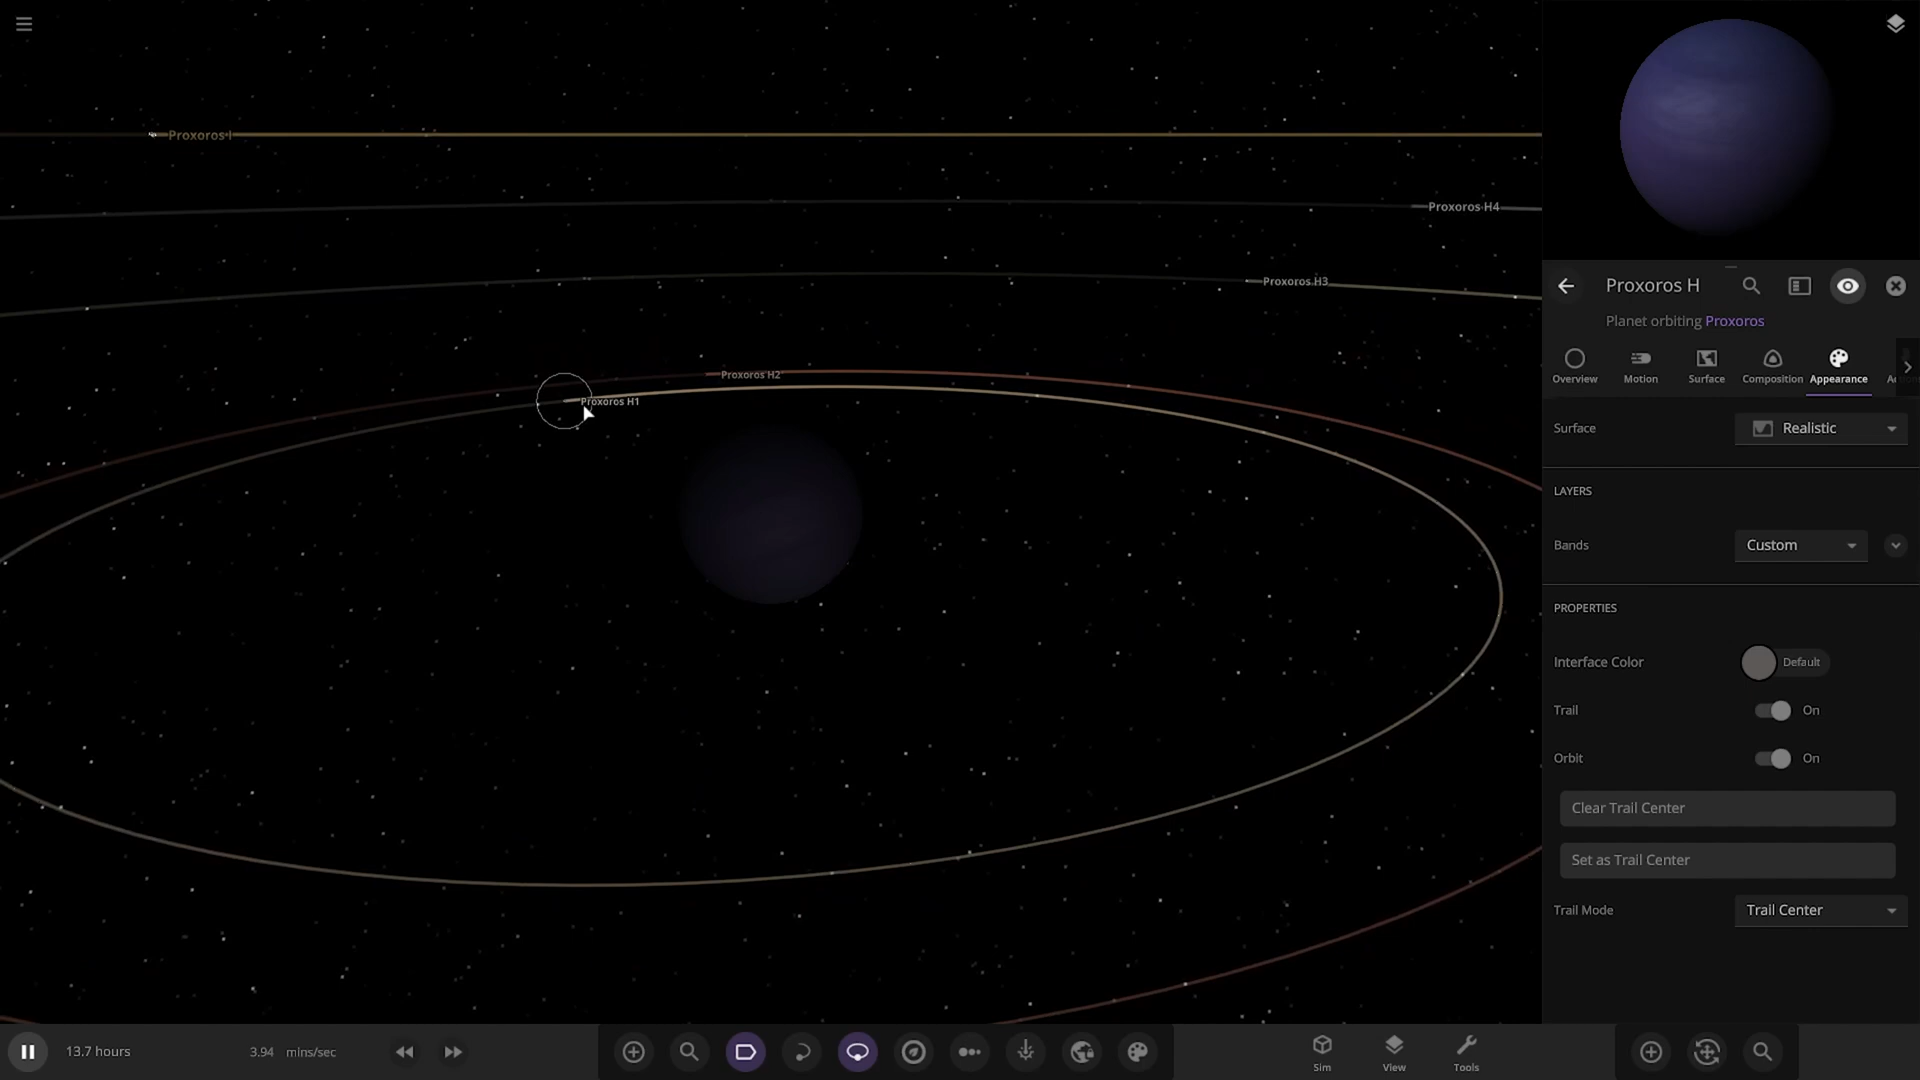 Proxoros I
Proxoros H4
Proxoros H3
Proxoros H2
Proxoros H1
Proxoros H
Planet orbiting Proxoros
Overview
Motion
Surface
Composition
Appearance
Surface
Realistic
LAYERS
Bands
Custom
PROPERTIES
Interface Color
Default
Trail
On
Orbit
On
Clear Trail Center
Set as Trail Center
Trail Mode
Trail Center
13.7 hours
3.94 mins/sec
Sim
View
Tools